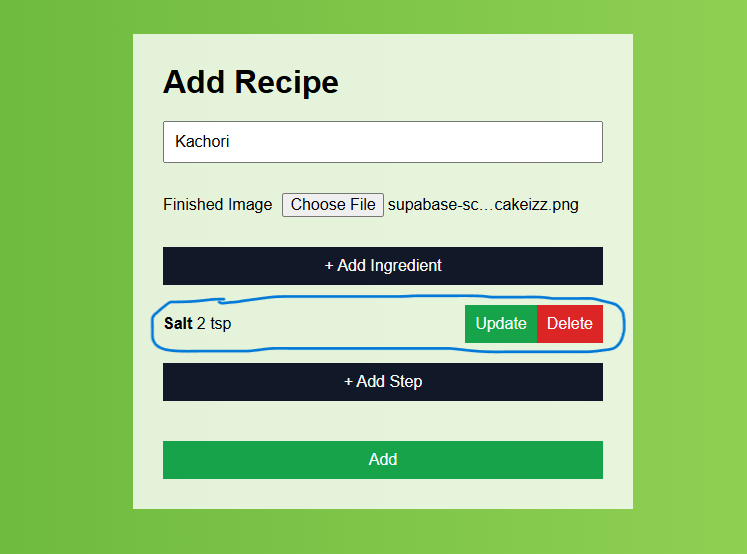 Add Recipe
Kachori
Finished Image Choose File supabase-sc...cakeizz.png
+ Add Ingredient
Salt 2 tsp Update Delete
+ Add Step
Add